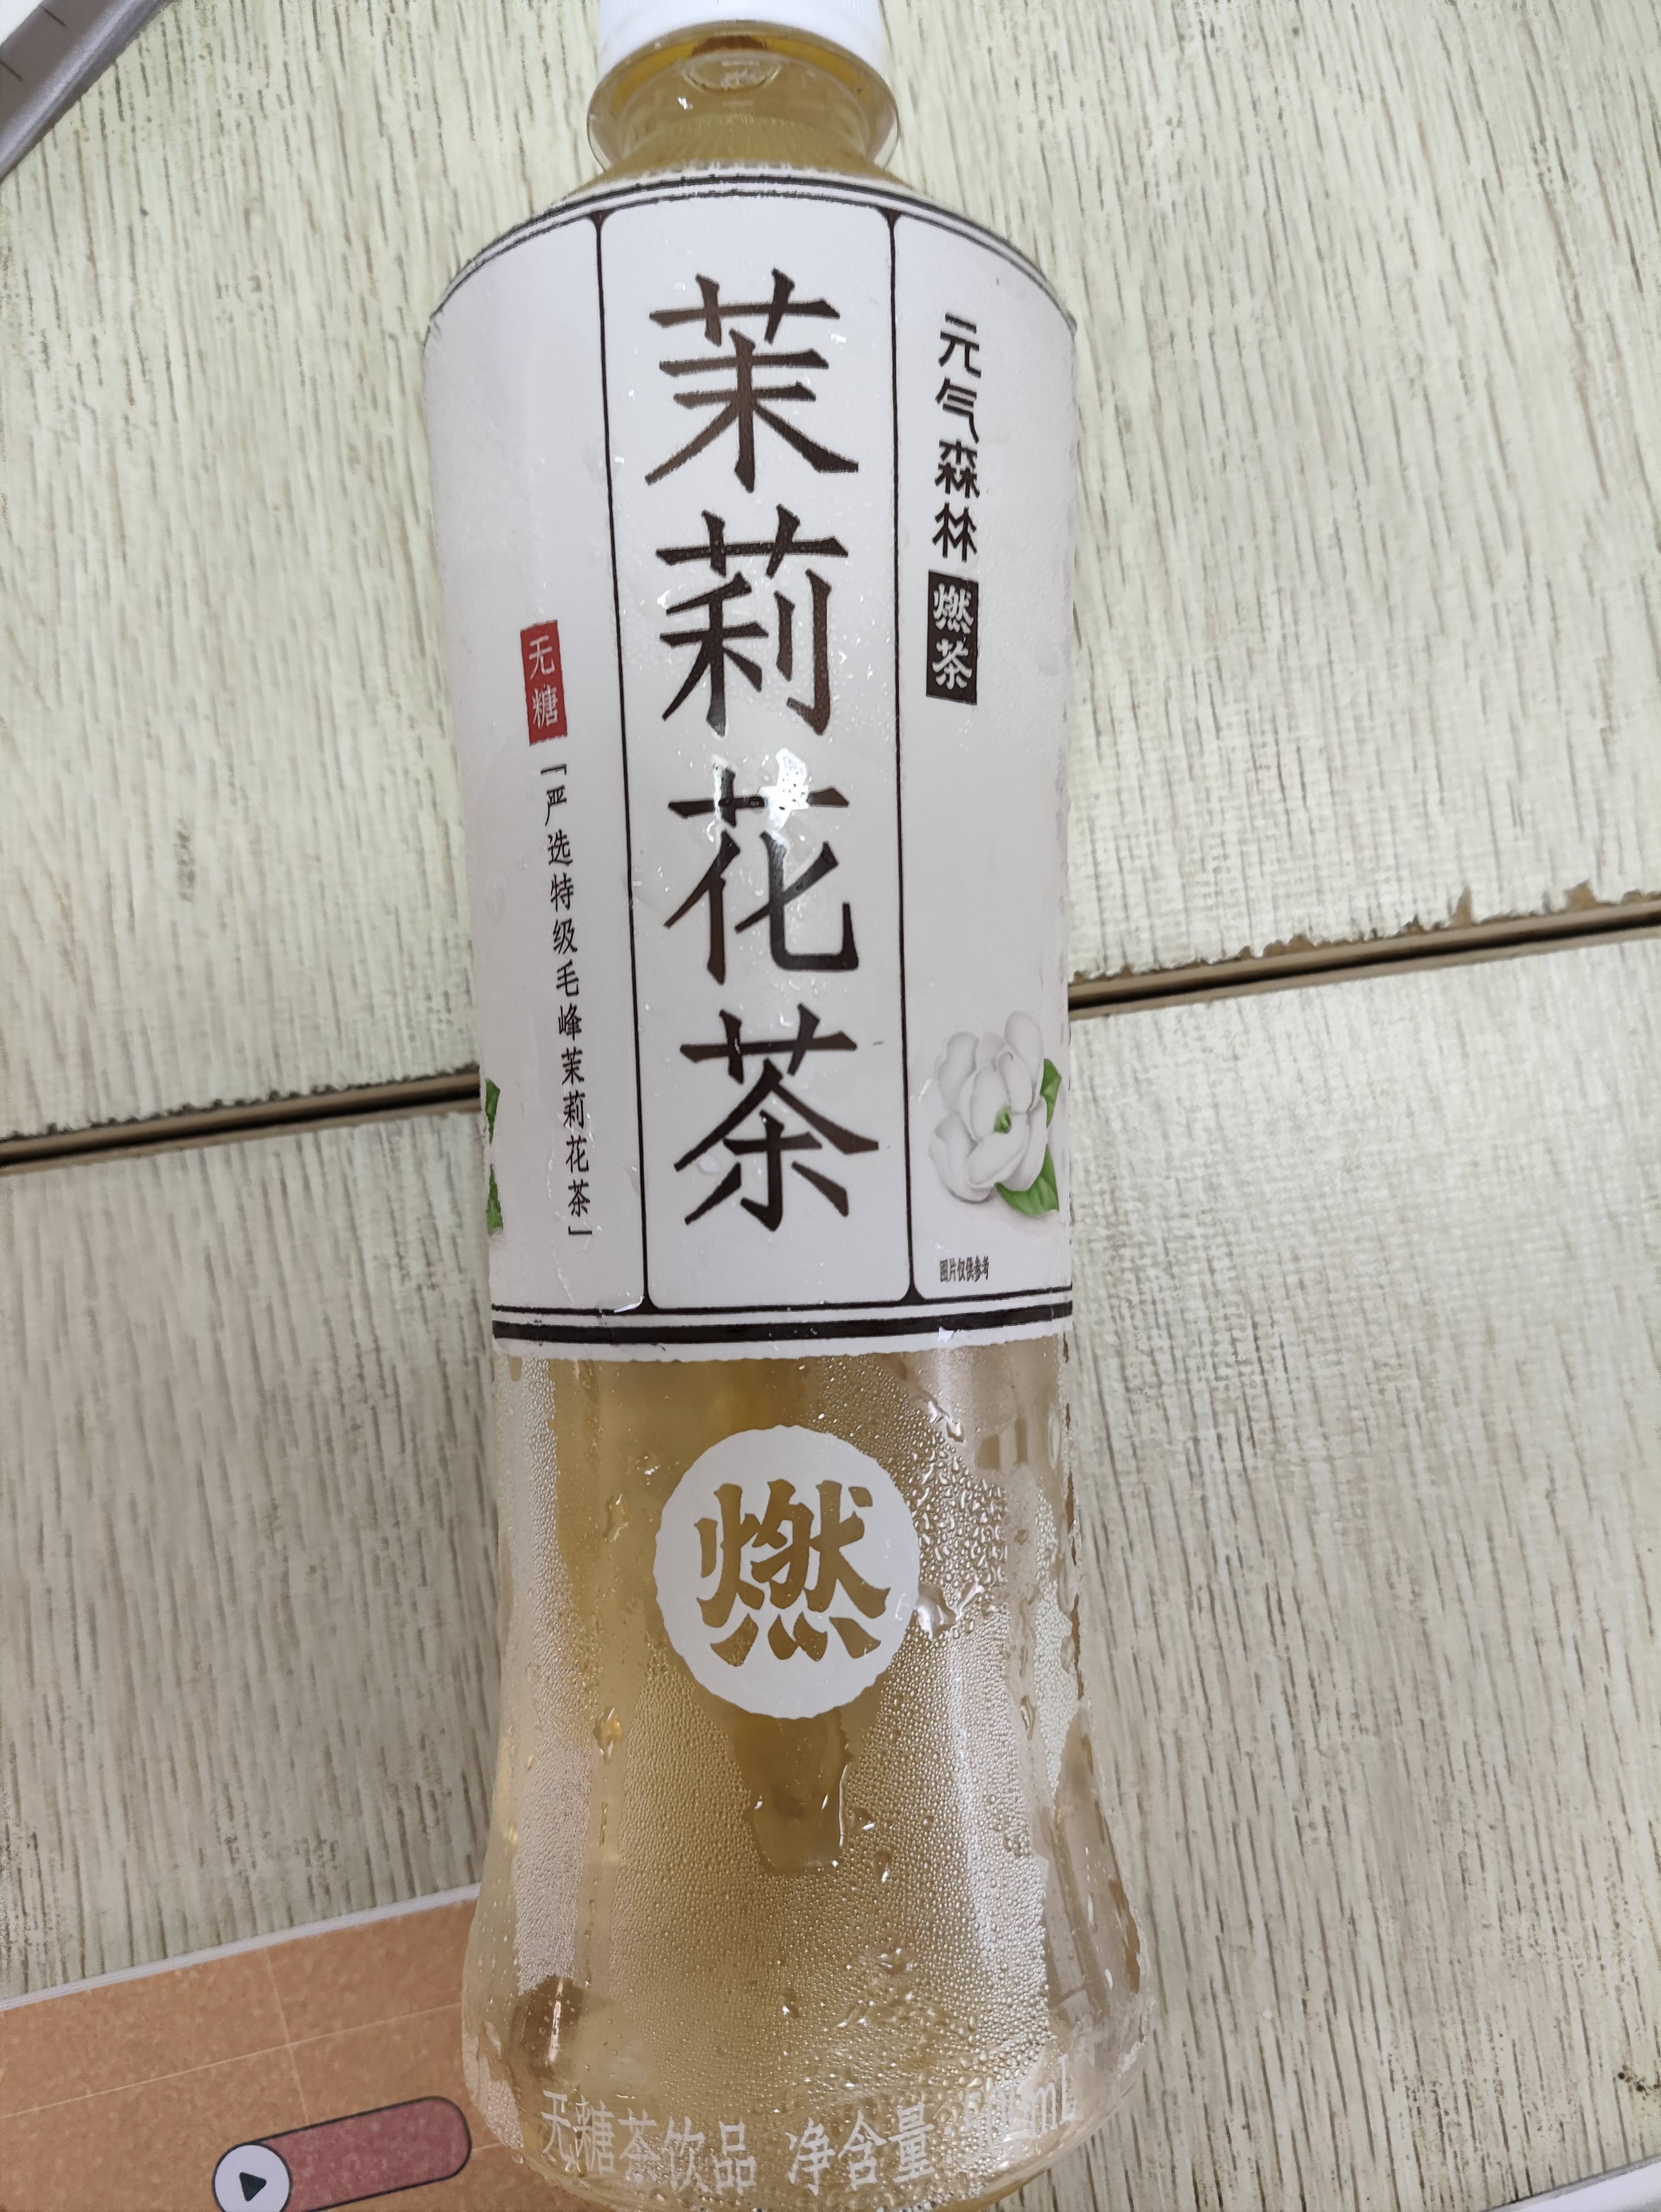 元气森林
燃茶
茉莉花茶
无糖
「严选特级毛峰茉莉花茶」
图片仅供参考
燃
无糖茶饮品 净含量: